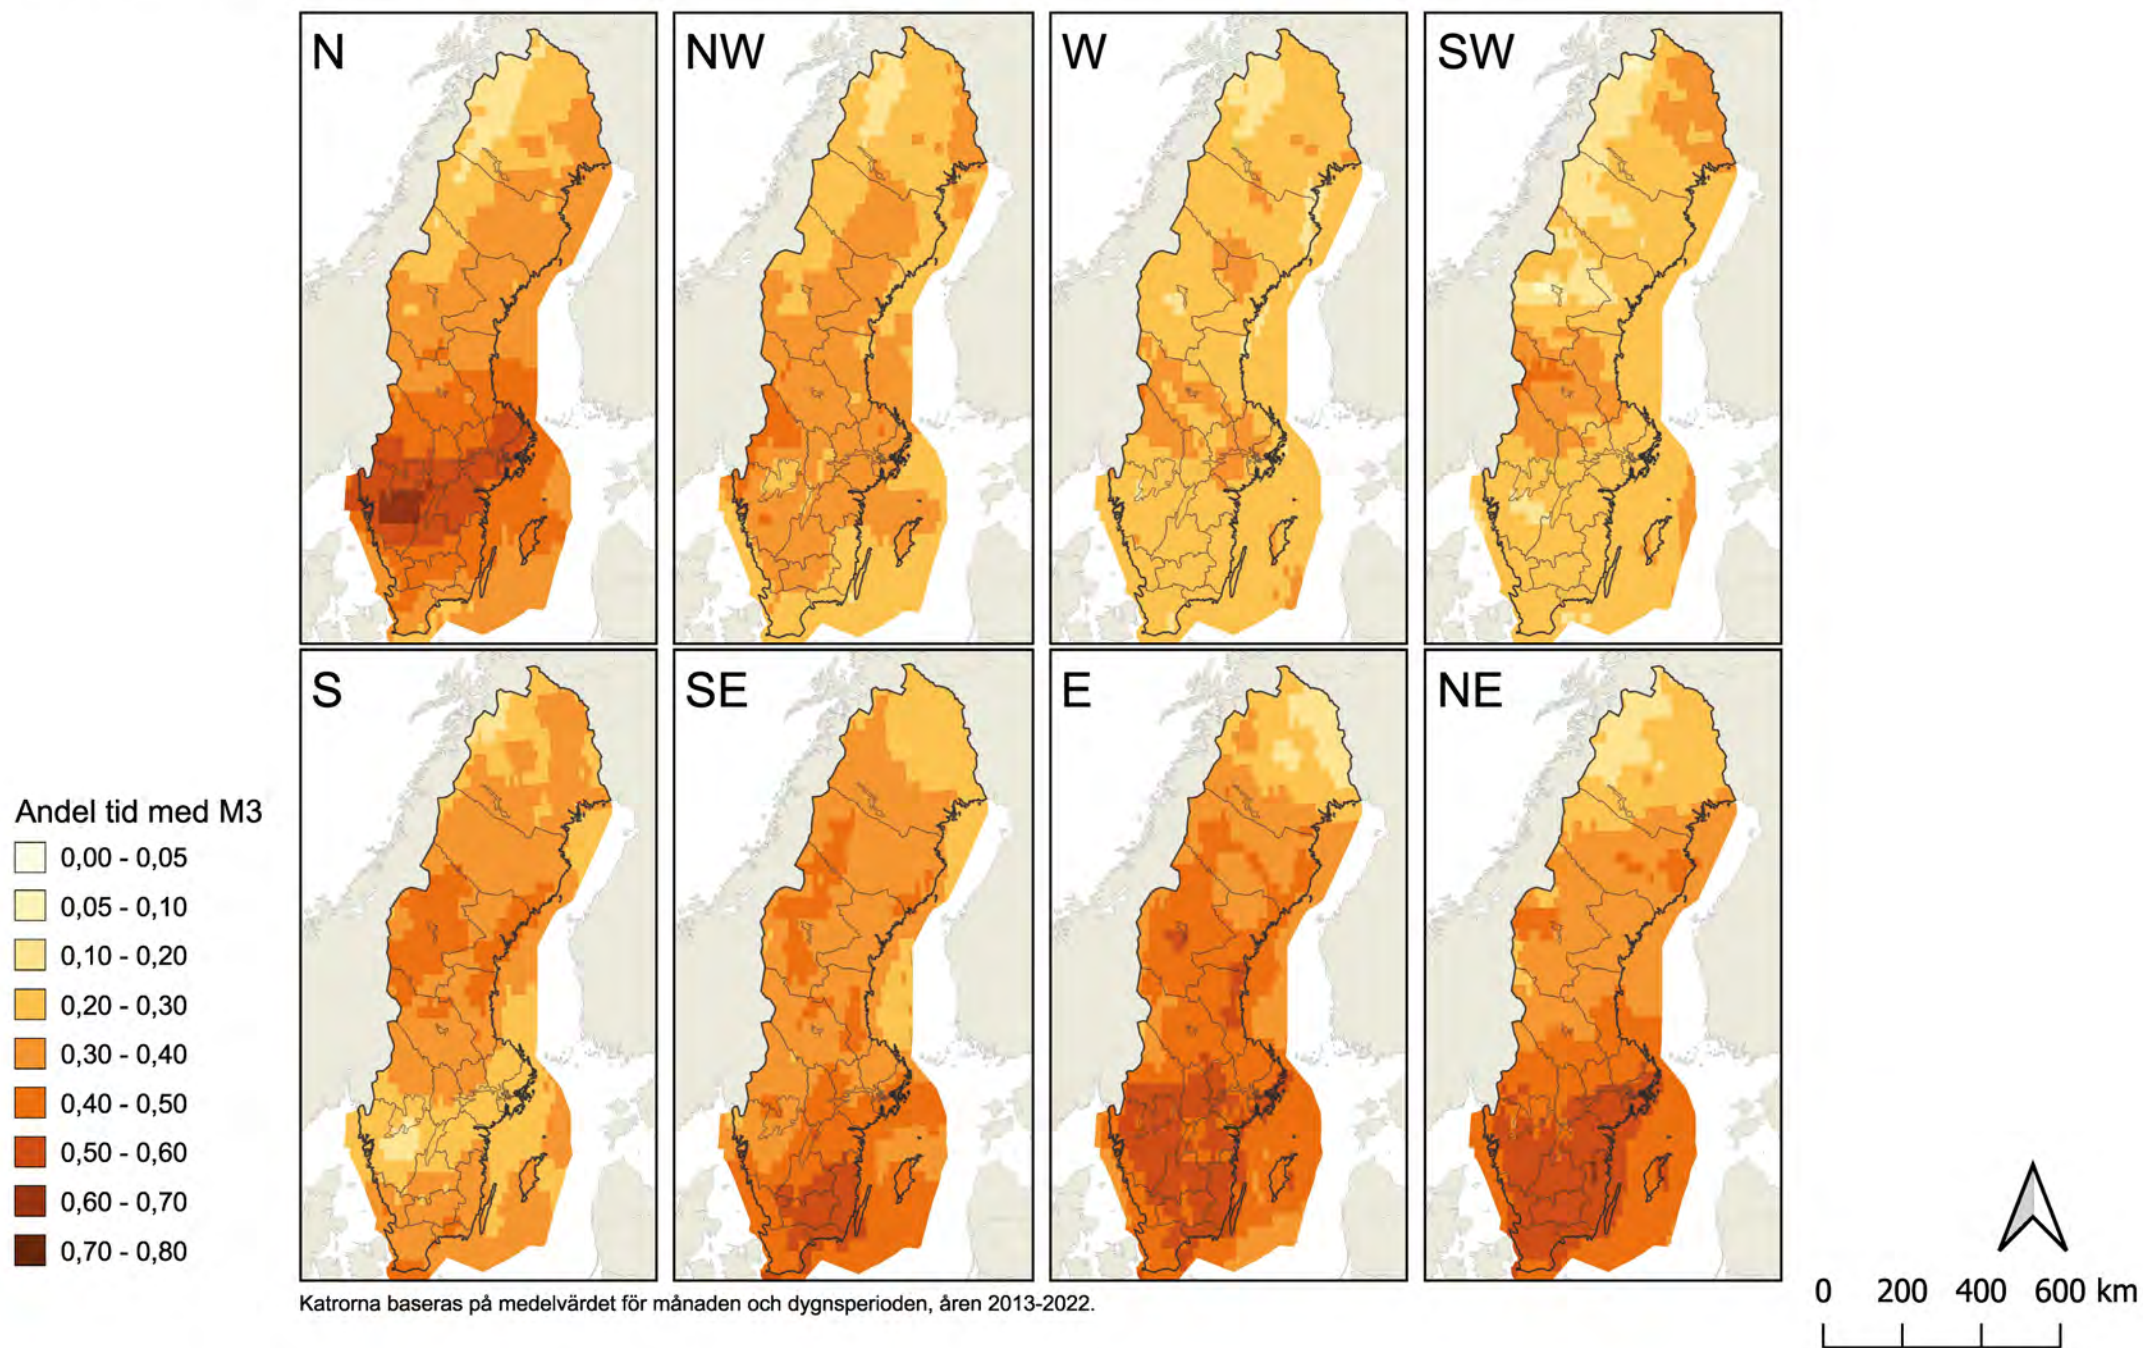 N
NW
W
SW
S
SE
E
NE
Andel tid med M3
0,00 - 0,05
0,05 - 0,10
0,10 - 0,20
0,20 - 0,30
0,30 - 0,40
0,40 - 0,50
0,50 - 0,60
0,60 - 0,70
0,70 - 0,80
Katrorna baseras på medelvärdet för månaden och dygnsperioden, åren 2013-2022.
0 200 400 600 km